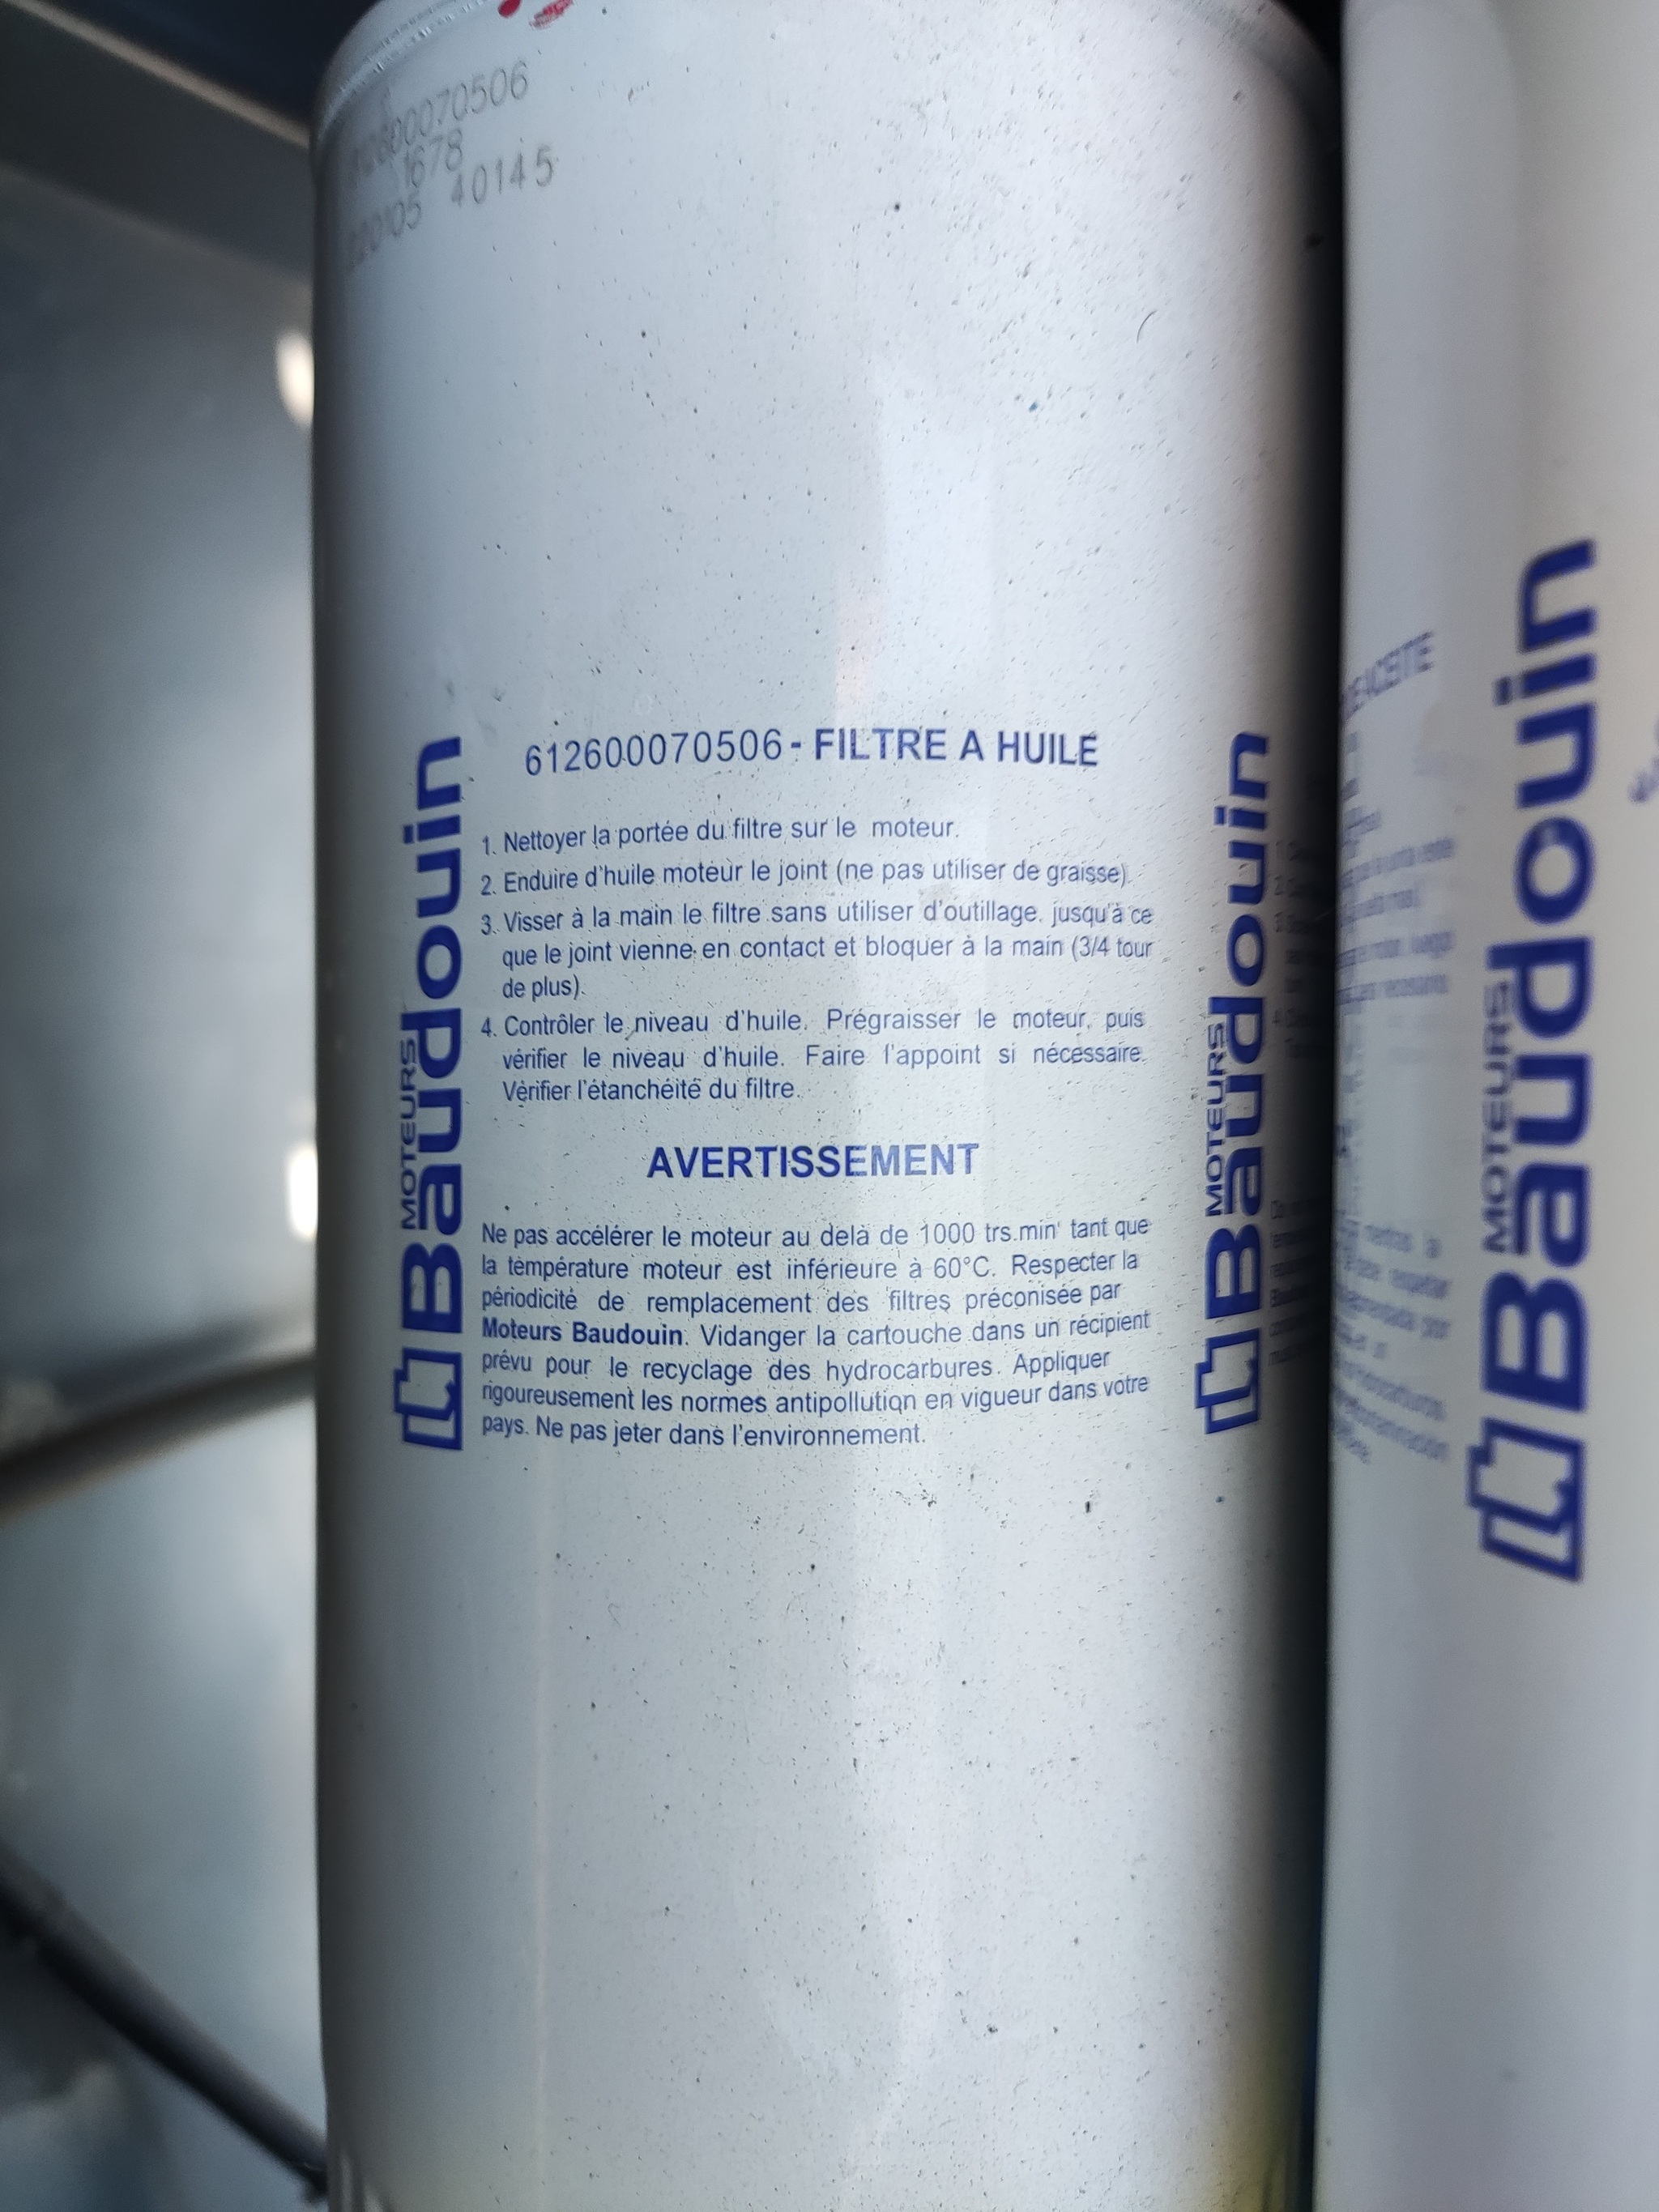 1678
40145
612600070506 - FILTRE A HUILE
1. Nettoyer la portée du filtre sur le moteur.
2. Enduire d'huile moteur le joint (ne pas utiliser de graisse).
3. Visser à la main le filtre sans utiliser d'outillage, jusqu'à ce
que le joint vienne en contact et bloquer à la main (3/4 tour
de plus).
4. Contrôler le niveau d'huile. Prégraisser le moteur, puis
vérifier le niveau d'huile. Faire l'appoint si nécessaire.
Vérifier l'étanchéité du filtre.
AVERTISSEMENT
Ne pas accélérer le moteur au delà de 1000 trs.min' tant que
la température moteur est inférieure à 60°C. Respecter la
périodicité de remplacement des filtres préconisée par
Moteurs Baudouin. Vidanger la cartouche dans un récipient
prévu pour le recyclage des hydrocarbures. Appliquer
rigoureusement les normes antipollution en vigueur dans votre
pays. Ne pas jeter dans l'environnement.
MOTEURS
Baudouin
MOTEURS
Baudouin
ACEITE
MOTEURS
Baudouin